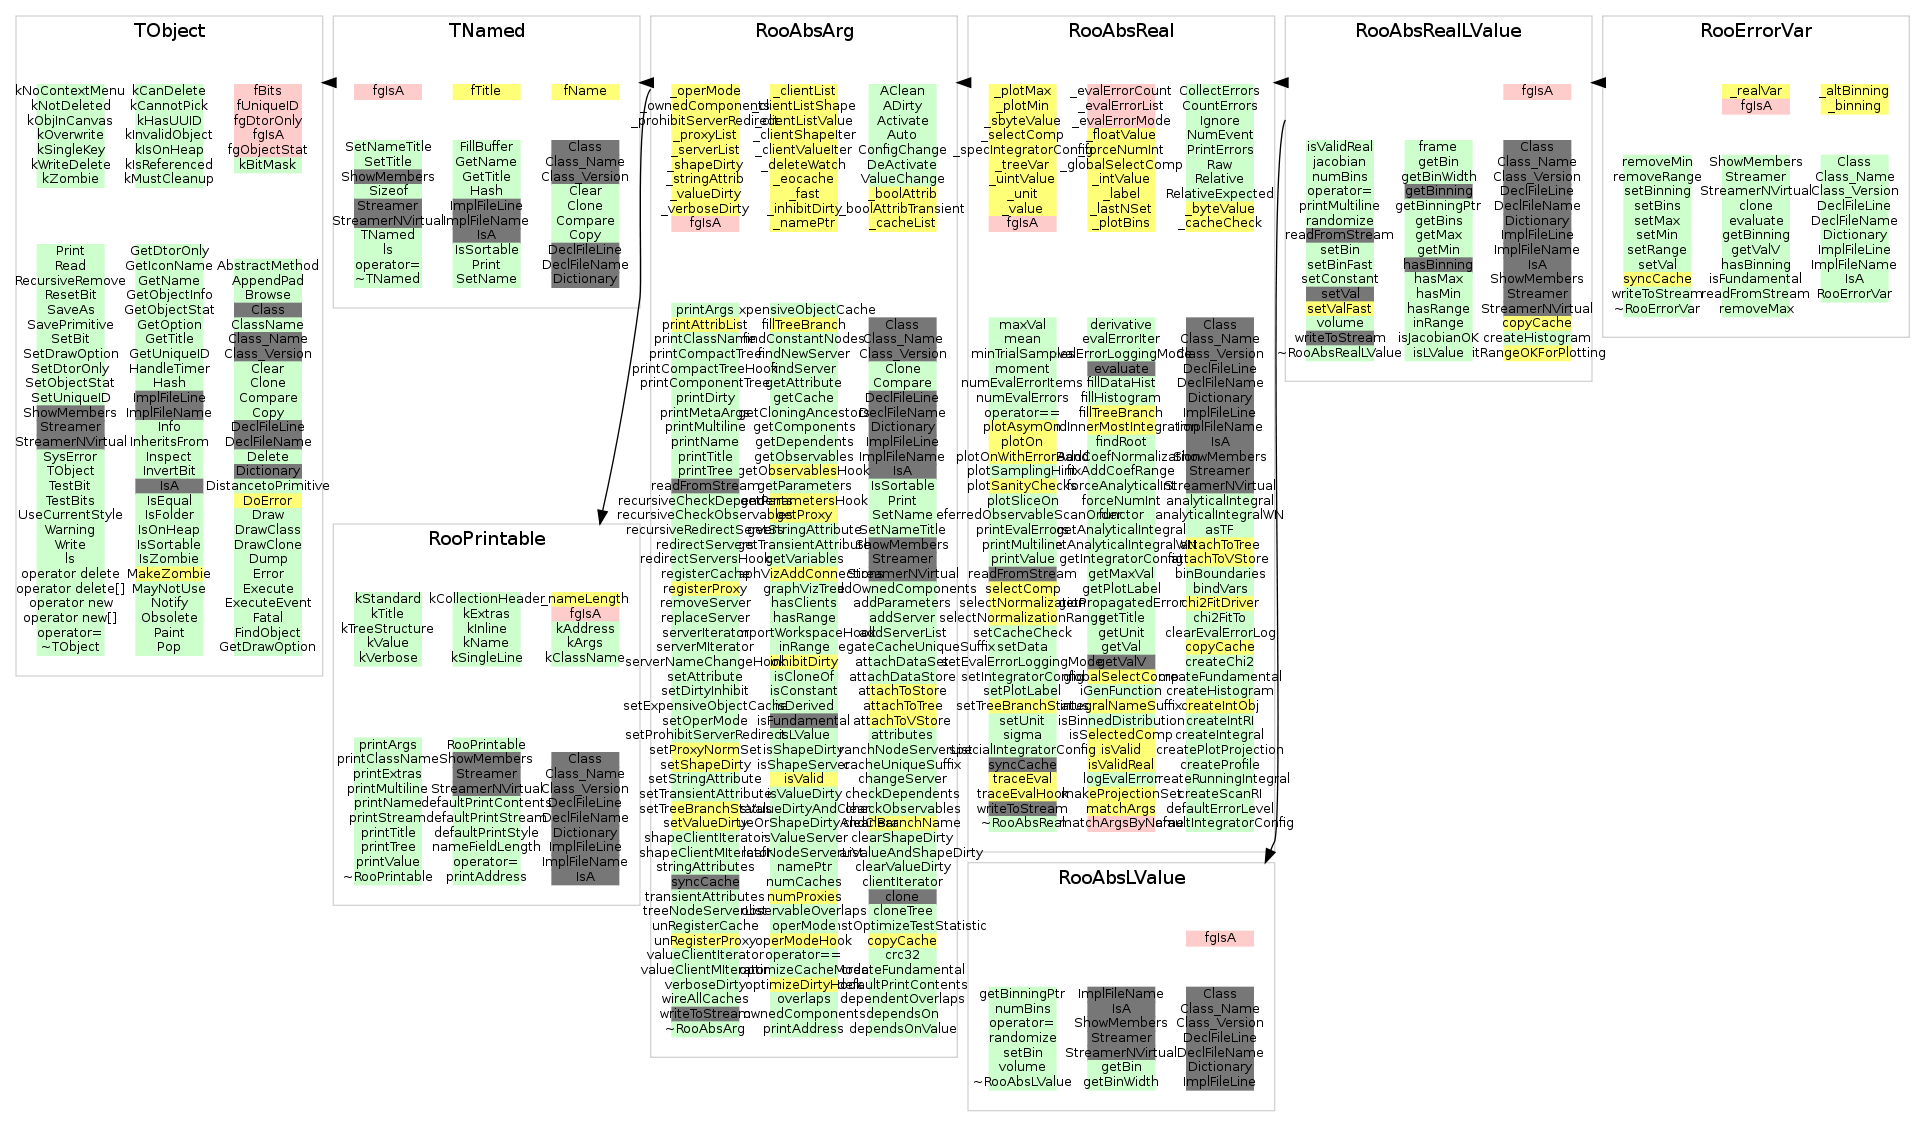 TObject
kNoContextMenu
kNotDeleted
kObjInCanvas
kOverwrite
kSingleKey
kWriteDelete
kZombie
kCanDelete
kCannotPick
kHasUUID
kInvalidObject
kIsOnHeap
kIsReferenced
kMustCleanup
fBits
fUniqueID
fgDtorOnly
fgIsA
fgObjectStat
kBitMask
Print
Read
RecursiveRemove
ResetBit
SaveAs
SavePrimitive
SetBit
SetDrawOption
SetDtorOnly
SetObjectStat
SetUniqueID
ShowMembers
Streamer
StreamerNVirtual
SysError
TObject
TestBit
TestBits
UseCurrentStyle
Warning
Write
ls
operator delete
operator delete[]
operator new
operator new[]
operator=
~TObject
GetDtorOnly
GetIconName
GetName
GetObjectInfo
GetObjectStat
GetOption
GetTitle
GetUniqueID
HandleTimer
Hash
ImplFileLine
ImplFileName
Info
InheritsFrom
Inspect
InvertBit
IsA
IsEqual
IsFolder
IsOnHeap
IsSortable
IsZombie
MakeZombie
MayNotUse
Notify
Obsolete
Paint
Pop
AbstractMethod
AppendPad
Browse
Class
ClassName
Class_Name
Class_Version
Clear
Clone
Compare
Copy
DeclFileLine
DeclFileName
Delete
Dictionary
DistancetoPrimitive
DoError
Draw
DrawClass
DrawClone
Dump
Error
Execute
ExecuteEvent
Fatal
FindObject
GetDrawOption
TNamed
fgIsA
fTitle
fName
SetNameTitle
SetTitle
ShowMembers
Sizeof
Streamer
StreamerNVirtual
TNamed
ls
operator=
~TNamed
FillBuffer
GetName
GetTitle
Hash
ImplFileLine
ImplFileName
IsA
IsSortable
Print
SetName
Class
Class_Name
Class_Version
Clear
Clone
Compare
Copy
DeclFileLine
DeclFileName
Dictionary
RooPrintable
kStandard
kTitle
kTreeStructure
kValue
kVerbose
kCollectionHeader
kExtras
kInline
kName
kSingleLine
_nameLength
fgIsA
kAddress
kArgs
kClassName
printArgs
printClassName
printExtras
printMultiline
printName
printStream
printTitle
printTree
printValue
~RooPrintable
RooPrintable
ShowMembers
Streamer
StreamerNVirtual
defaultPrintContents
defaultPrintStream
defaultPrintStyle
nameFieldLength
operator=
printAddress
Class
Class_Name
Class_Version
DeclFileLine
DeclFileName
Dictionary
ImplFileLine
ImplFileName
IsA
RooAbsArg
_operMode
_ownedComponents
_prohibitServerRedirect
_proxyList
_serverList
_shapeDirty
_stringAttrib
_valueDirty
_verboseDirty
fgIsA
_clientList
_clientListShape
_clientListValue
_clientShapeIter
_clientValueIter
_deleteWatch
_eocache
_fast
_inhibitDirty
_namePtr
AClean
ADirty
Activate
Auto
ConfigChange
DeActivate
ValueChange
_boolAttrib
_boolAttribTransient
_cacheList
printArgs
printAttribList
printClassName
printCompactTree
printCompactTreeHook
printComponentTree
printDirty
printMetaArgs
printMultiline
printName
printTitle
printTree
readFromStream
recursiveCheckDependents
recursiveCheckObservables
recursiveRedirectServers
redirectServers
redirectServersHook
registerCache
registerProxy
removeServer
replaceServer
serverIterator
serverMIterator
serverNameChangeHook
setAttribute
setDirtyInhibit
setExpensiveObjectCache
setOperMode
setProhibitServerRedirect
setProxyNormSet
setShapeDirty
setStringAttribute
setTransientAttribute
setTreeBranchStatus
setValueDirty
shapeClientIterator
shapeClientMIterator
stringAttributes
syncCache
transientAttributes
treeNodeServerList
unRegisterCache
unRegisterProxy
valueClientIterator
valueClientMIterator
verboseDirty
wireAllCaches
writeToStream
~RooAbsArg
xpensiveObjectCache
fillTreeBranch
findConstantNodes
findNewServer
findServer
getAttribute
getCache
getCloningAncestors
getComponents
getDependents
getObservables
getObservablesHook
getParameters
getParametersHook
getProxy
getStringAttribute
getTransientAttribute
getVariables
aphVizAddConnections
graphVizTree
hasClients
hasRange
mportWorkspaceHook
inRange
inhibitDirty
isCloneOf
isConstant
isDerived
isFundamental
isLValue
isShapeDirty
isShapeServer
isValid
isValueDirty
isValueDirtyAndClear
ueOrShapeDirtyAndClear
isValueServer
leafNodeServerList
namePtr
numCaches
numProxies
observableOverlaps
operMode
operModeHook
operator==
optimizeCacheMode
optimizeDirtyHook
overlaps
ownedComponents
printAddress
Class
Class_Name
Class_Version
Clone
Compare
DeclFileLine
DeclFileName
Dictionary
ImplFileLine
ImplFileName
IsA
IsSortable
Print
SetName
SetNameTitle
ShowMembers
Streamer
StreamerNVirtual
addOwnedComponents
addParameters
addServer
addServerList
egateCacheUniqueSuffix
attachDataSet
attachDataStore
attachToStore
attachToTree
attachToVStore
attributes
ranchNodeServerList
cacheUniqueSuffix
changeServer
checkDependents
checkObservables
cleanBranchName
clearShapeDirty
arValueAndShapeDirty
clearValueDirty
clientIterator
clone
cloneTree
nstOptimizeTestStatistic
copyCache
crc32
createFundamental
defaultPrintContents
dependentOverlaps
dependsOn
dependsOnValue
RooAbsReal
_plotMax
_plotMin
_sbyteValue
_selectComp
_specIntegratorConfig
_treeVar
_uintValue
_unit
_value
fgIsA
_evalErrorCount
_evalErrorList
_evalErrorMode
_floatValue
_forceNumInt
_globalSelectComp
_intValue
_label
_lastNSet
_plotBins
CollectErrors
CountErrors
Ignore
NumEvent
PrintErrors
Raw
Relative
RelativeExpected
_byteValue
_cacheCheck
maxVal
mean
minTrialSamples
moment
numEvalErrorItems
numEvalErrors
operator==
plotAsymOn
plotOn
plotOnWithErrorBand
plotSamplingHint
plotSanityChecks
plotSliceOn
eferredObservableScanOrder
printEvalErrors
printMultiline
printValue
readFromStream
selectComp
selectNormalization
selectNormalizationRange
setCacheCheck
setData
setEvalErrorLoggingMode
setIntegratorConfig
setPlotLabel
setTreeBranchStatus
setUnit
sigma
specialIntegratorConfig
syncCache
traceEval
traceEvalHook
writeToStream
~RooAbsReal
derivative
evalErrorIter
evalErrorLoggingMode
evaluate
fillDataHist
fillHistogram
fillTreeBranch
ndInnerMostIntegration
findRoot
fixAddCoefNormalization
fixAddCoefRange
forceAnalyticalInt
forceNumInt
functor
getAnalyticalIntegral
etAnalyticalIntegralWN
getIntegratorConfig
getMaxVal
getPlotLabel
getPropagatedError
getTitle
getUnit
getVal
getValV
globalSelectComp
iGenFunction
integralNameSuffix
isBinnedDistribution
isSelectedComp
isValid
isValidReal
logEvalError
makeProjectionSet
matchArgs
matchArgsByName
Class
Class_Name
Class_Version
DeclFileLine
DeclFileName
Dictionary
ImplFileLine
ImplFileName
IsA
ShowMembers
Streamer
StreamerNVirtual
analyticalIntegral
analyticalIntegralWN
asTF
attachToTree
attachToVStore
binBoundaries
bindVars
chi2FitDriver
chi2FitTo
clearEvalErrorLog
copyCache
createChi2
createFundamental
createHistogram
createIntObj
createIntRI
createIntegral
createPlotProjection
createProfile
createRunningIntegral
createScanRI
defaultErrorLevel
efaultIntegratorConfig
RooAbsLValue
fgIsA
getBinningPtr
numBins
operator=
randomize
setBin
volume
~RooAbsLValue
ImplFileName
IsA
ShowMembers
Streamer
StreamerNVirtual
getBin
getBinWidth
Class
Class_Name
Class_Version
DeclFileLine
DeclFileName
Dictionary
ImplFileLine
RooAbsRealLValue
fgIsA
isValidReal
jacobian
numBins
operator=
printMultiline
randomize
readFromStream
setBin
setBinFast
setConstant
setVal
setValFast
volume
writeToStream
~RooAbsRealLValue
frame
getBin
getBinWidth
getBinning
getBinningPtr
getBins
getMax
getMin
hasBinning
hasMax
hasMin
hasRange
inRange
isJacobianOK
isLValue
Class
Class_Name
Class_Version
DeclFileLine
DeclFileName
Dictionary
ImplFileLine
ImplFileName
IsA
ShowMembers
Streamer
StreamerNVirtual
copyCache
createHistogram
itRangeOKForPlotting
RooErrorVar
_realVar
fgIsA
_altBinning
_binning
removeMin
removeRange
setBinning
setBins
setMax
setMin
setRange
setVal
syncCache
writeToStream
~RooErrorVar
ShowMembers
Streamer
StreamerNVirtual
clone
evaluate
getBinning
getValV
hasBinning
isFundamental
readFromStream
removeMax
Class
Class_Name
Class_Version
DeclFileLine
DeclFileName
Dictionary
ImplFileLine
ImplFileName
IsA
RooErrorVar